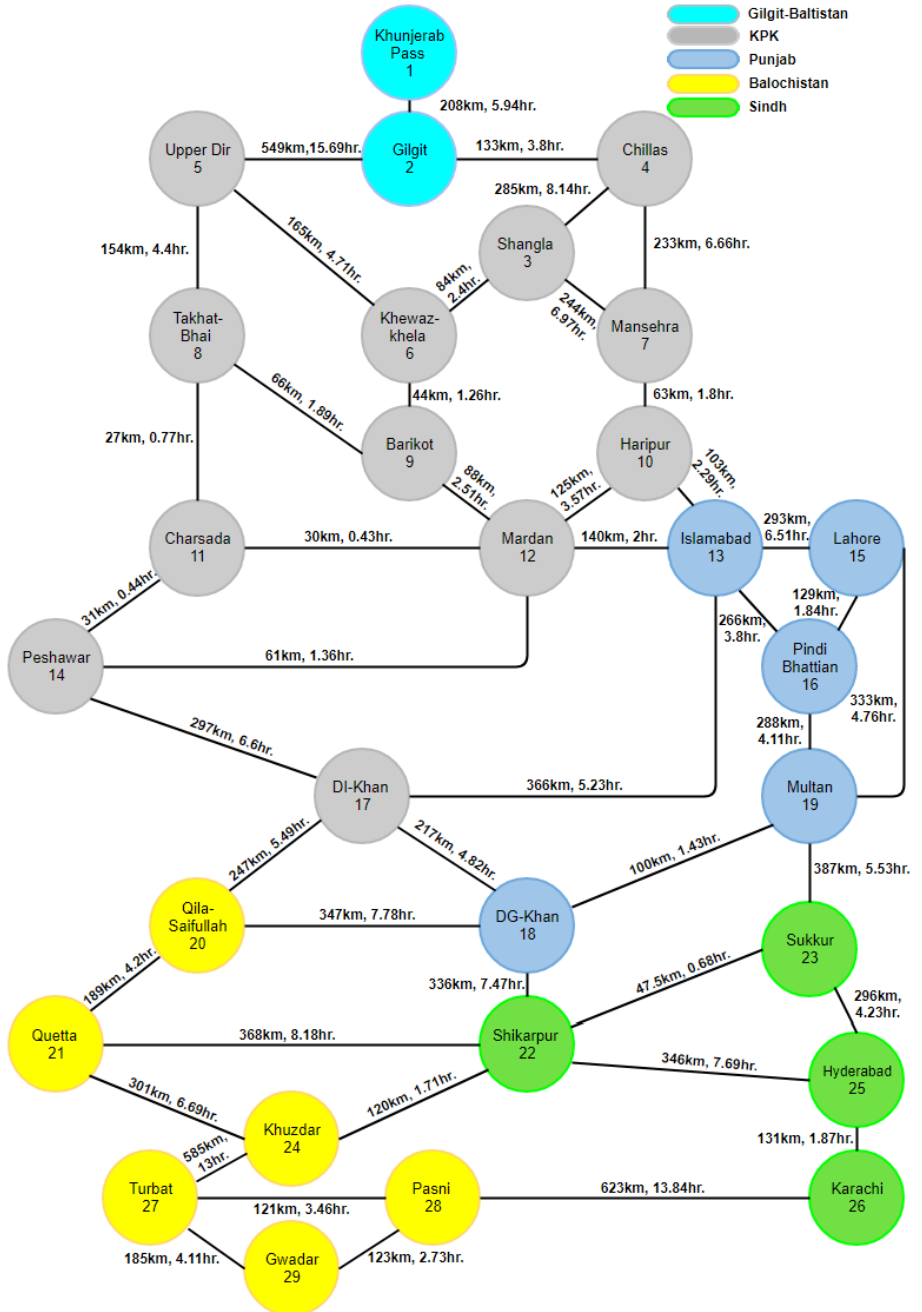 Khunjerab
Pass
1
Gilgit-Baltistan
KPK
Punjab
Balochistan
Sindh
208km, 5.94hr.
Upper Dir
5
549km,15.69hr.
Gilgit
2
133km, 3.8hr.
Chillas
4
285km, 8.14hr.
154km, 4.4hr.
165km, 4.71hr.
Shangla
3
233km, 6.66hr.
84km,
2.4hr.
244km,
6.97hr.
Takhat-
Bhai
8
Khewaz-
khela
6
Mansehra
7
66km, 1.89hr.
44km, 1.26hr.
63km, 1.8hr.
27km, 0.77hr.
Barikot
9
Haripur
10
103km,
2.29hr.
88km,
2.51hr.
125km,
3.57hr.
Charsada
11
30km, 0.43hr.
Mardan
12
140km, 2hr.
Islamabad
13
293km,
6.51hr.
Lahore
15
31km, 0.44hr.
129km,
1.84hr.
266km,
3.8hr.
Peshawar
14
61km, 1.36hr.
Pindi
Bhattian
16
297km, 6.6hr.
288km,
4.11hr.
333km,
4.76hr.
DI-Khan
17
366km, 5.23hr.
Multan
19
247km, 5.49hr.
217km, 4.82hr.
100km, 1.43hr.
387km, 5.53hr.
Qila-
Saifullah
20
347km, 7.78hr.
DG-Khan
18
Sukkur
23
189km, 4.2hr.
336km, 7.47hr.
47.5km, 0.68hr.
296km,
4.23hr.
Quetta
21
368km, 8.18hr.
Shikarpur
22
346km, 7.69hr.
Hyderabad
25
301km, 6.69hr.
120km, 1.71hr.
Khuzdar
24
131km, 1.87hr.
585km,
13hr.
Turbat
27
121km, 3.46hr.
Pasni
28
623km, 13.84hr.
Karachi
26
185km, 4.11hr.
Gwadar
29
123km, 2.73hr.